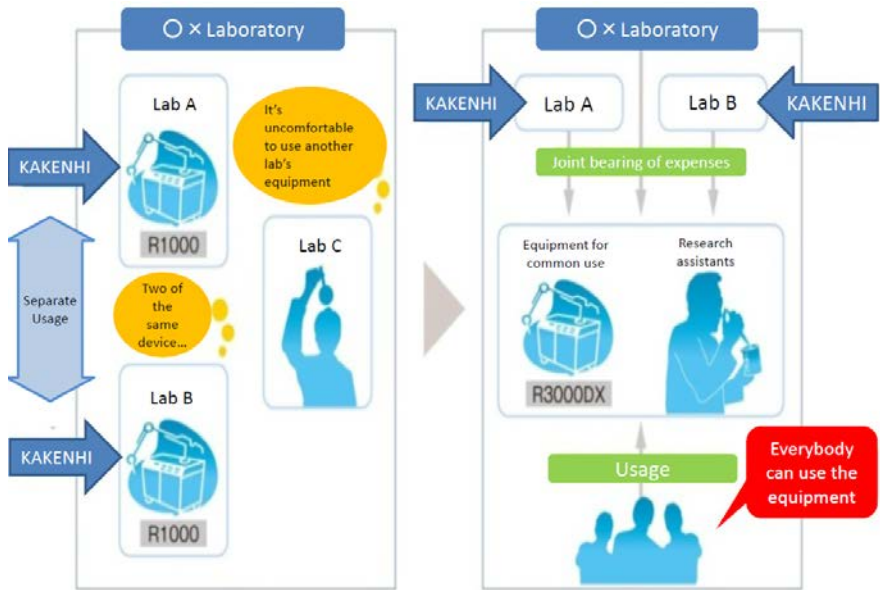 ○ × Laboratory
Lab A
KAKENHI
R1000
It's
uncomfortable
to use another
lab's
equipment
Lab C
Separate
Usage
Two of
the
same
device...
Lab B
KAKENHI
R1000
○ × Laboratory
KAKENHI
Lab A
Lab B
KAKENHI
Joint bearing of expenses
Equipment for
common use
R3000DX
Research
assistants
Usage
Everybody
can use the
equipment